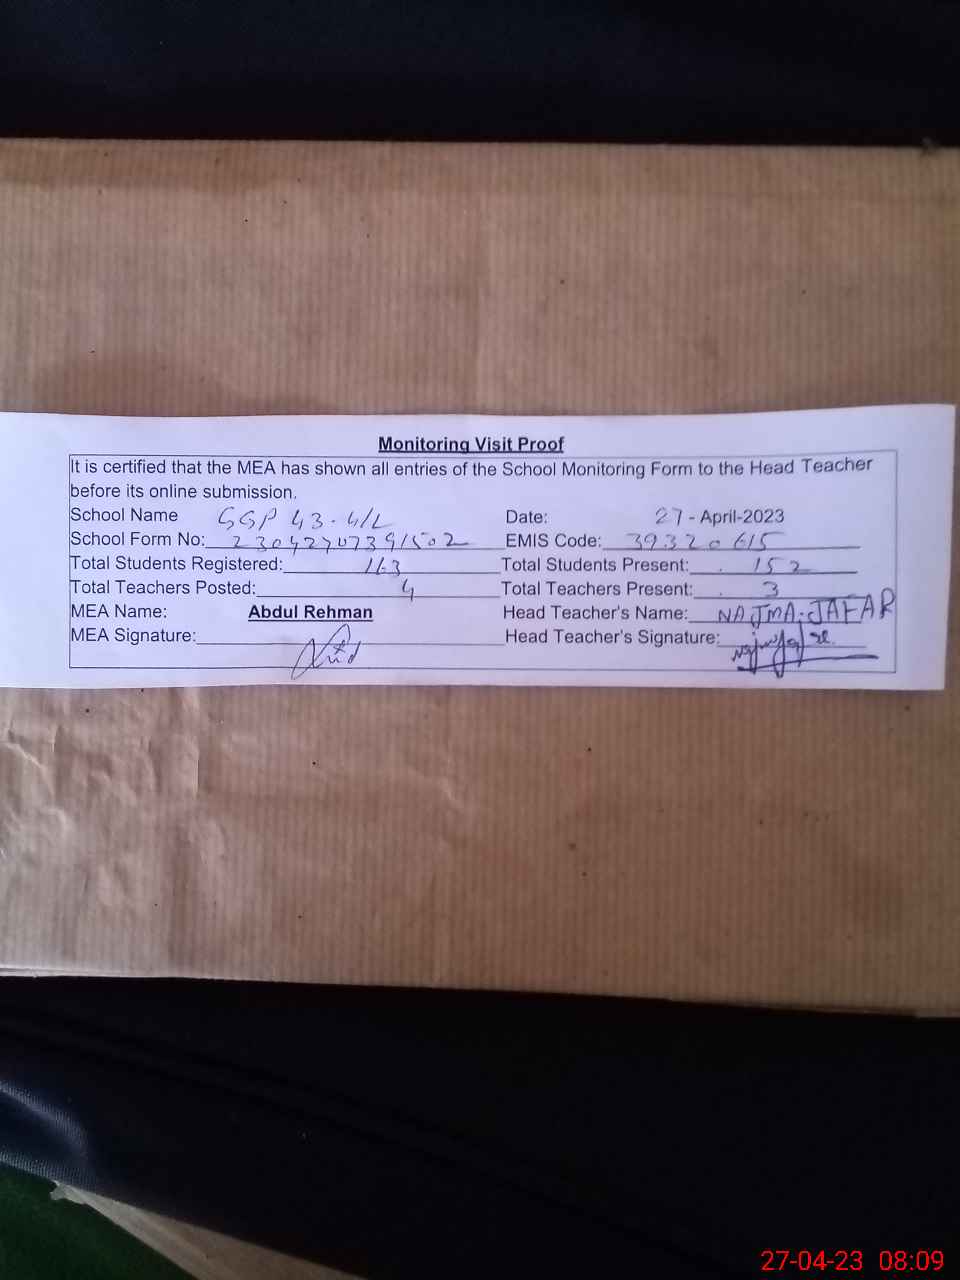 Monitoring Visit Proof
It is certified that the MEA has shown all entries of the School Monitoring Form to the Head Teacher
before its online submission.
School Name GGP 43-4/L Date: 27 - April-2023
School Form No: 23042707391502 EMIS Code: 39320615
Total Students Registered: 163 Total Students Present: 152
Total Teachers Posted: 4 Total Teachers Present: 3
MEA Name: Abdul Rehman Head Teacher's Name: NAJMA.JAFAR
MEA Signature: Head Teacher's Signature:
27-04-23 08:09